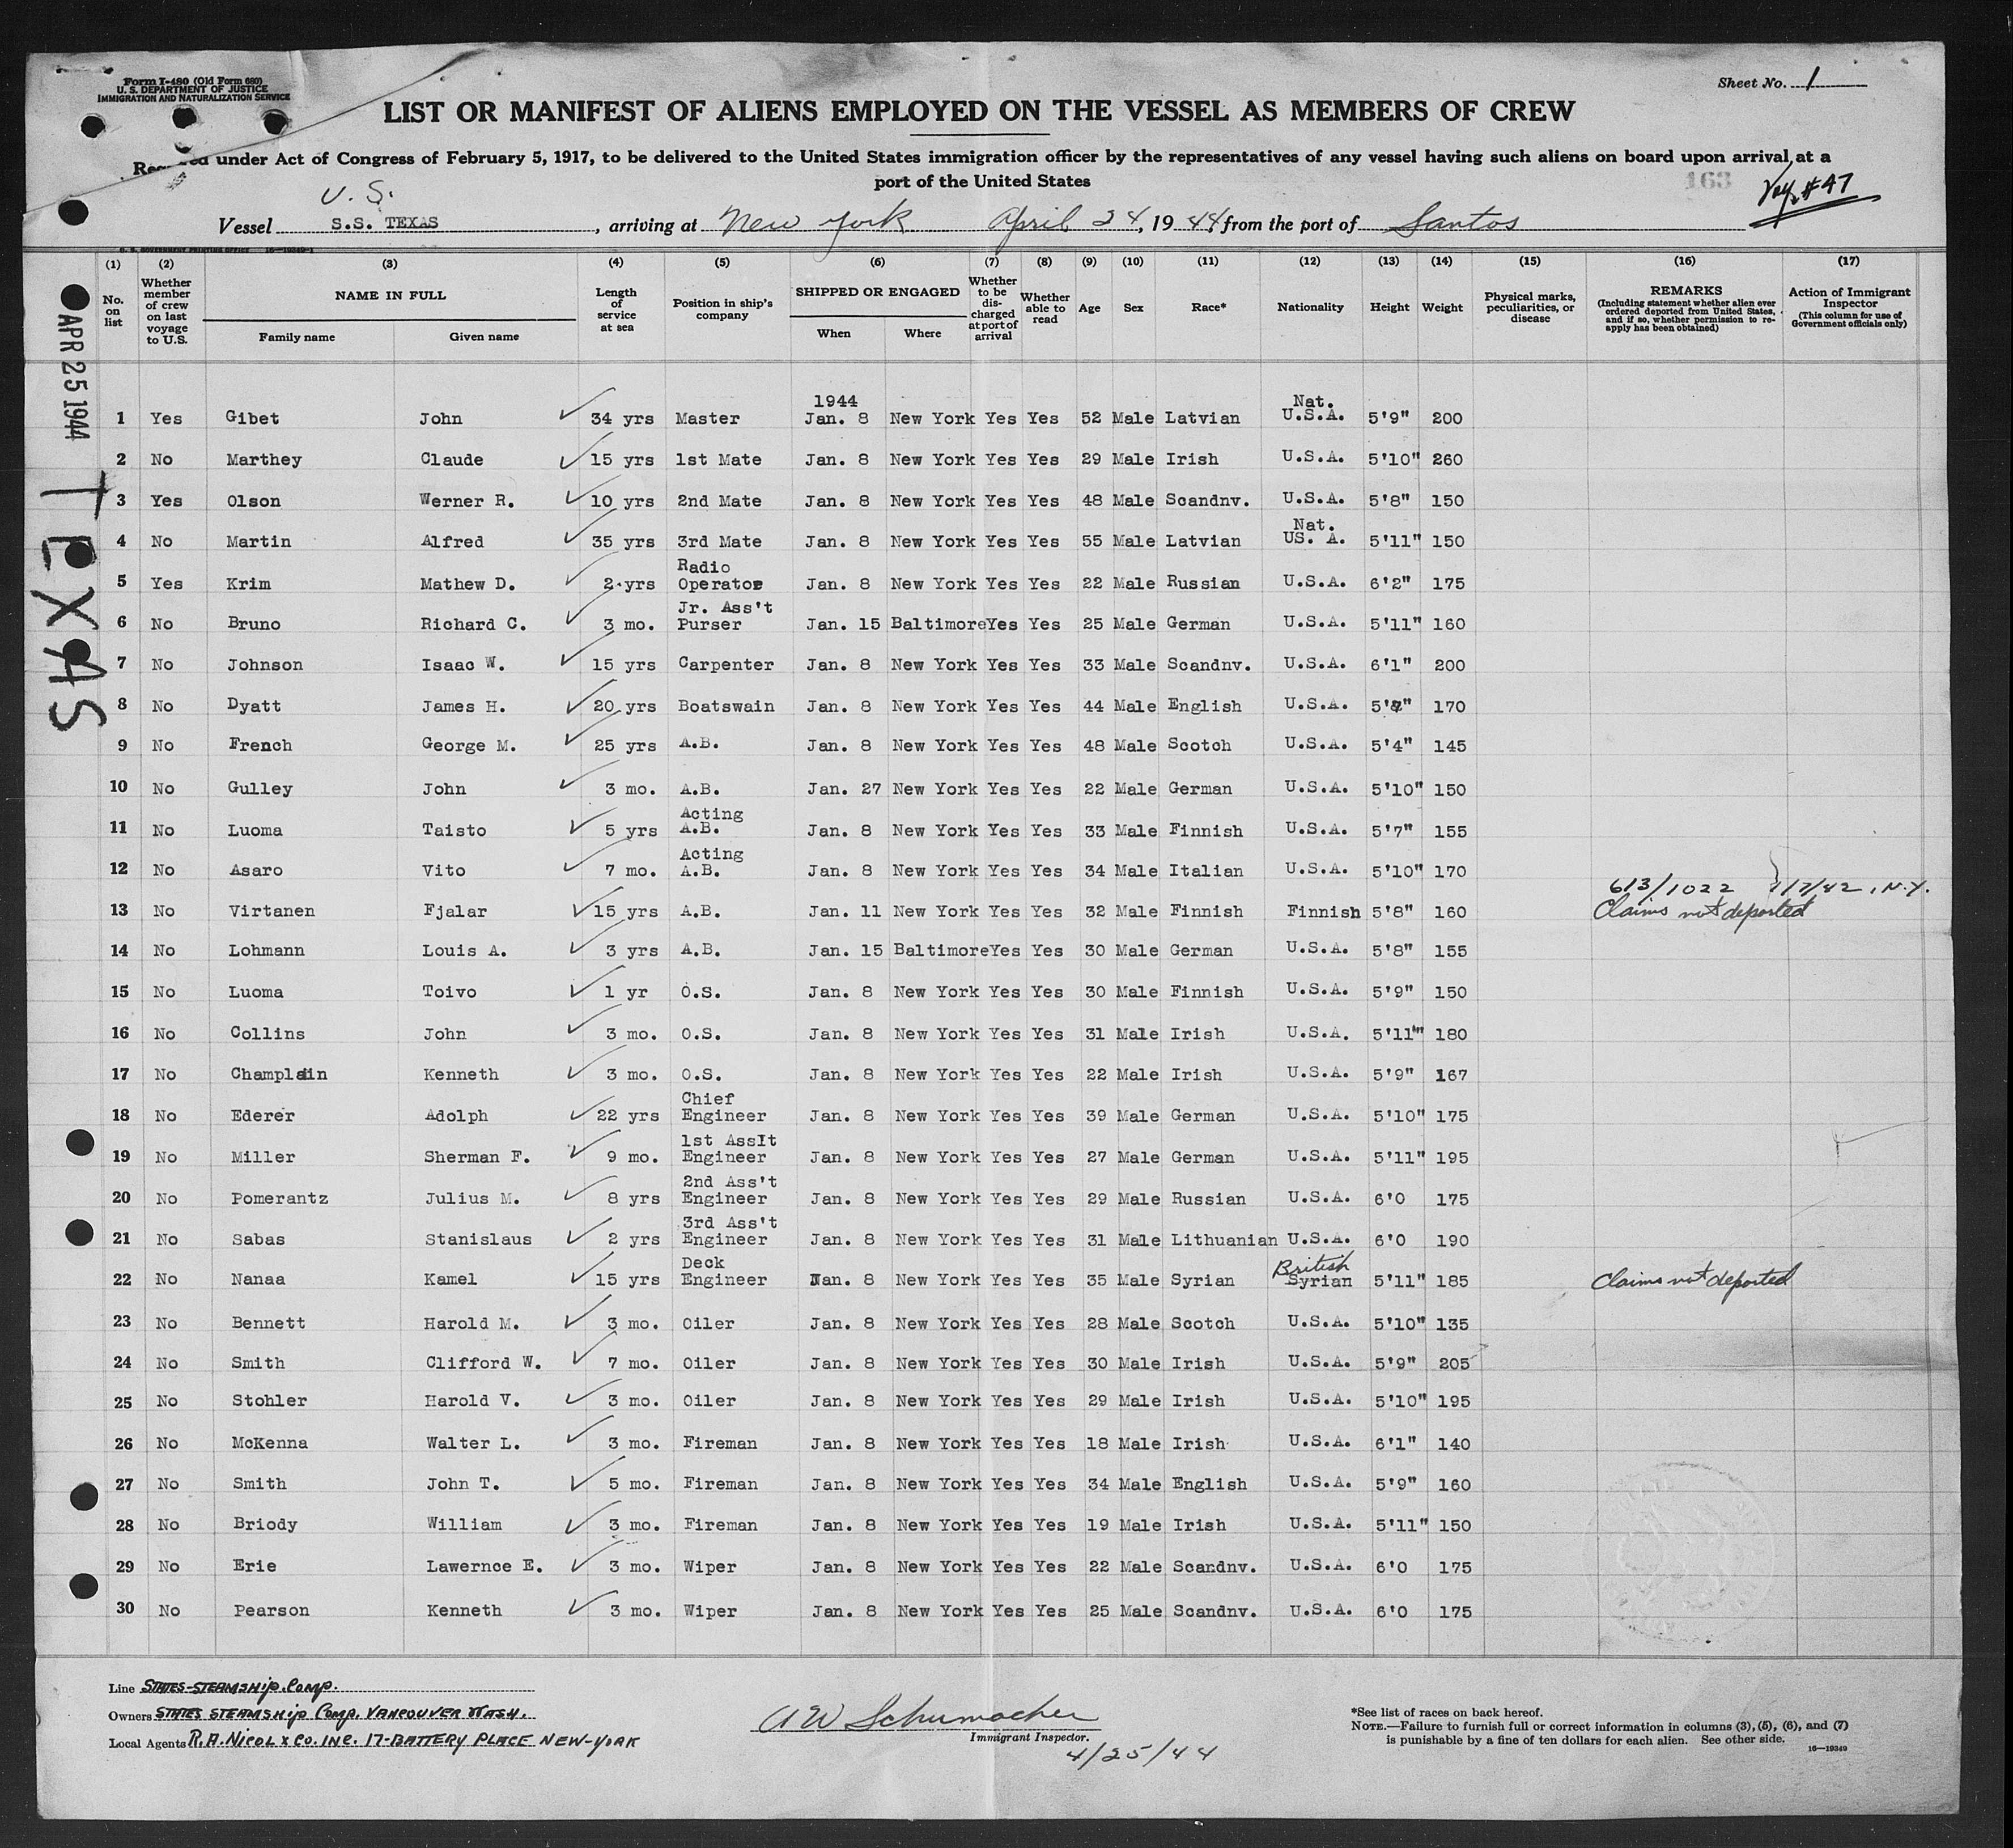 Form I-480 (Old Form 680)
U. S. DEPARTMENT OF JUSTICE
IMMIGRATION AND NATURALIZATION SERVICE
Sheet No. 1
LIST OR MANIFEST OF ALIENS EMPLOYED ON THE VESSEL AS MEMBERS OF CREW
under Act of Congress of February 5, 1917, to be delivered to the United States immigration officer by the representatives of any vessel having such aliens on board upon arrival at a
port of the United States
163 Voy. #47
U. S.
Vessel S.S. TEXAS, arriving at New York April 24, 1944, from the port of Santos
U. S. GOVERNMENT PRINTING OFFICE 16—19349-1
(1) (2) (3) (4) (5) (6) (7) (8) (9) (10) (11) (12) (13) (14) (15) (16) (17)
No. on list
Whether member of crew on last voyage to U.S.
NAME IN FULL
Family name Given name
Length of service at sea
Position in ship's company
SHIPPED OR ENGAGED
When Where
Whether to be discharged at port of arrival
Whether able to read
Age Sex Race* Nationality Height Weight
Physical marks, peculiarities, or disease
REMARKS
(Including statement whether alien ever ordered deported from United States, and if so, whether permission to reapply has been obtained)
Action of Immigrant Inspector
(This column for use of Government officials only)
APR 25 1944
TEXAS
1 Yes Gibet John 34 yrs Master 1944 Jan. 8 New York Yes Yes 52 Male Latvian Nat. U.S.A. 5'9" 200
2 No Marthey Claude 15 yrs 1st Mate Jan. 8 New York Yes Yes 29 Male Irish U.S.A. 5'10" 260
3 Yes Olson Werner R. 10 yrs 2nd Mate Jan. 8 New York Yes Yes 48 Male Scandnv. U.S.A. 5'8" 150
4 No Martin Alfred 35 yrs 3rd Mate Jan. 8 New York Yes Yes 55 Male Latvian Nat. US. A. 5'11" 150
5 Yes Krim Mathew D. 2 yrs Radio Operator Jan. 8 New York Yes Yes 22 Male Russian U.S.A. 6'2" 175
6 No Bruno Richard C. 3 mo. Jr. Ass't Purser Jan. 15 Baltimore Yes Yes 25 Male German U.S.A. 5'11" 160
7 No Johnson Isaac W. 15 yrs Carpenter Jan. 8 New York Yes Yes 33 Male Scandnv. U.S.A. 6'1" 200
8 No Dyatt James H. 20 yrs Boatswain Jan. 8 New York Yes Yes 44 Male English U.S.A. 5'7" 170
9 No French George M. 25 yrs A.B. Jan. 8 New York Yes Yes 48 Male Scotch U.S.A. 5'4" 145
10 No Gulley John 3 mo. A.B. Jan. 27 New York Yes Yes 22 Male German U.S.A. 5'10" 150
11 No Luoma Taisto 5 yrs Acting A.B. Jan. 8 New York Yes Yes 33 Male Finnish U.S.A. 5'7" 155
12 No Asaro Vito 7 mo. Acting A.B. Jan. 8 New York Yes Yes 34 Male Italian U.S.A. 5'10" 170
613/1022 7/7/42, N.Y.
13 No Virtanen Fjalar 15 yrs A.B. Jan. 11 New York Yes Yes 32 Male Finnish Finnish 5'8" 160 Claims not deported
14 No Lohmann Louis A. 3 yrs A.B. Jan. 15 Baltimore Yes Yes 30 Male German U.S.A. 5'8" 155
15 No Luoma Toivo 1 yr O.S. Jan. 8 New York Yes Yes 30 Male Finnish U.S.A. 5'9" 150
16 No Collins John 3 mo. O.S. Jan. 8 New York Yes Yes 31 Male Irish U.S.A. 5'11" 180
17 No Champlain Kenneth 3 mo. O.S. Jan. 8 New York Yes Yes 22 Male Irish U.S.A. 5'9" 167
18 No Ederer Adolph 22 yrs Chief Engineer Jan. 8 New York Yes Yes 39 Male German U.S.A. 5'10" 175
19 No Miller Sherman F. 9 mo. 1st AssIt Engineer Jan. 8 New York Yes Yes 27 Male German U.S.A. 5'11" 195
20 No Pomerantz Julius M. 8 yrs 2nd Ass't Engineer Jan. 8 New York Yes Yes 29 Male Russian U.S.A. 6'0 175
21 No Sabas Stanislaus 2 yrs 3rd Ass't Engineer Jan. 8 New York Yes Yes 31 Male Lithuanian U.S.A. 6'0 190
22 No Nanaa Kamel 15 yrs Deck Engineer Jan. 8 New York Yes Yes 35 Male Syrian British Syrian 5'11" 185 Claims not deported
23 No Bennett Harold M. 3 mo. Oiler Jan. 8 New York Yes Yes 28 Male Scotch U.S.A. 5'10" 135
24 No Smith Clifford W. 7 mo. Oiler Jan. 8 New York Yes Yes 30 Male Irish U.S.A. 5'9" 205
25 No Stohler Harold V. 3 mo. Oiler Jan. 8 New York Yes Yes 29 Male Irish U.S.A. 5'10" 195
26 No McKenna Walter L. 3 mo. Fireman Jan. 8 New York Yes Yes 18 Male Irish U.S.A. 6'1" 140
27 No Smith John T. 5 mo. Fireman Jan. 8 New York Yes Yes 34 Male English U.S.A. 5'9" 160
28 No Briody William 3 mo. Fireman Jan. 8 New York Yes Yes 19 Male Irish U.S.A. 5'11" 150
29 No Erie Lawernce E. 3 mo. Wiper Jan. 8 New York Yes Yes 22 Male Scandnv. U.S.A. 6'0 175
30 No Pearson Kenneth 3 mo. Wiper Jan. 8 New York Yes Yes 25 Male Scandnv. U.S.A. 6'0 175
Line STATES-STEAMSHIP. COMP.
Owners STATES STEAMSHIP COMP. VANCOUVER WASH.
Local Agents R.A. NICOL & CO. INC. 17-BATTERY PLACE NEW-YORK
A W Schumacher
Immigrant Inspector.
4/25/44
*See list of races on back hereof.
NOTE.—Failure to furnish full or correct information in columns (3), (5), (6), and (7)
is punishable by a fine of ten dollars for each alien. See other side.
16—19349